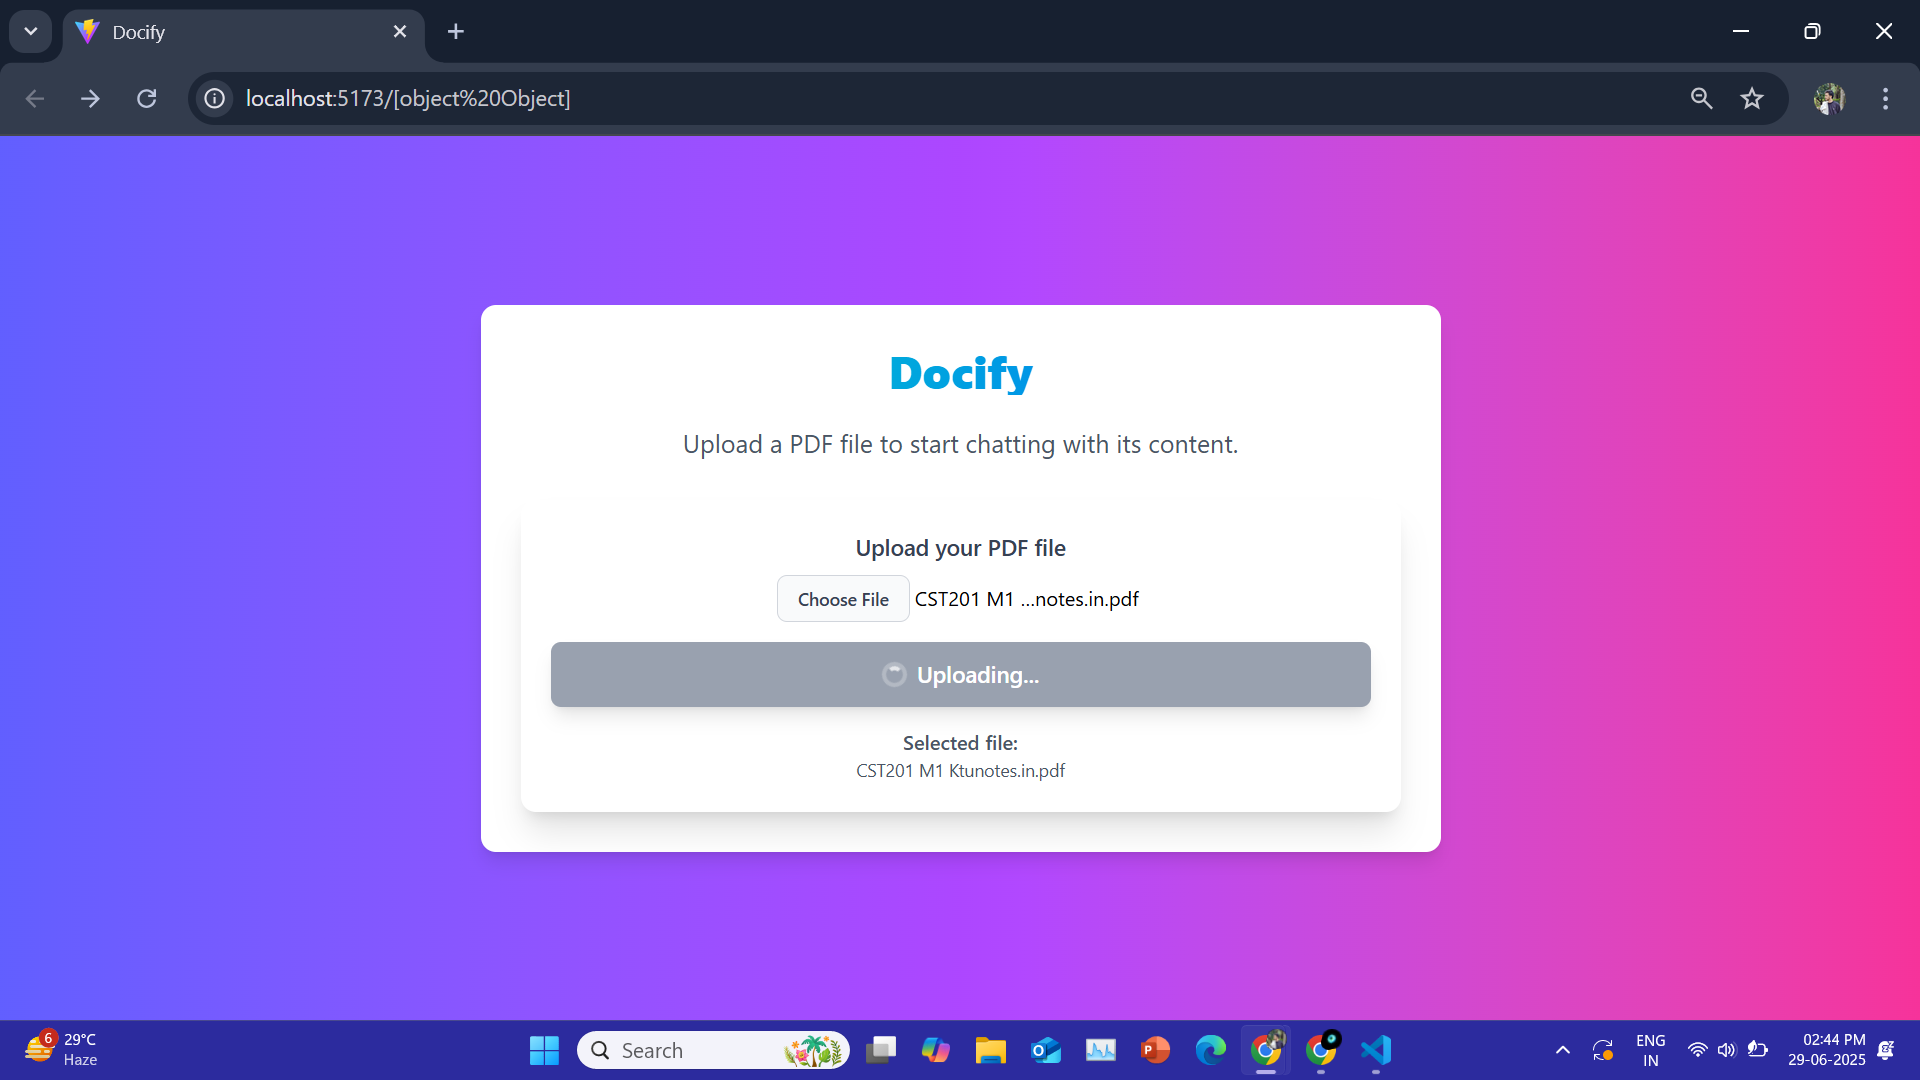 Docify
localhost:5173/[object%20Object]
Docify
Upload a PDF file to start chatting with its content.
Upload your PDF file
Choose File CST201 M1 ...notes.in.pdf
Uploading...
Selected file:
CST201 M1 Ktunotes.in.pdf
6
29°C
Haze
Search
ENG
IN
02:44 PM
29-06-2025